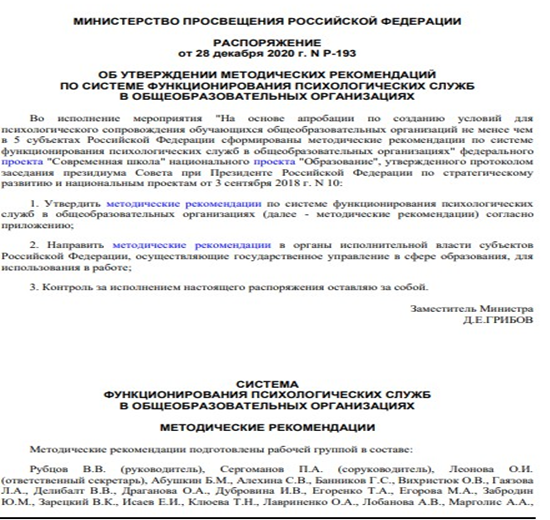 МИНИСТЕРСТВО ПРОСВЕЩЕНИЯ РОССИЙСКОЙ ФЕДЕРАЦИИ
РАСПОРЯЖЕНИЕ
от 28 декабря 2020 г. N Р-193
ОБ УТВЕРЖДЕНИИ МЕТОДИЧЕСКИХ РЕКОМЕНДАЦИЙ
ПО СИСТЕМЕ ФУНКЦИОНИРОВАНИЯ ПСИХОЛОГИЧЕСКИХ СЛУЖБ
В ОБЩЕОБРАЗОВАТЕЛЬНЫХ ОРГАНИЗАЦИЯХ
Во исполнение мероприятия "На основе апробации по созданию условий для
психологического сопровождения обучающихся общеобразовательных организаций не менее чем
в 5 субъектах Российской Федерации сформированы методические рекомендации по системе
функционирования психологических служб в общеобразовательных организациях" федерального
проекта "Современная школа" национального проекта "Образование", утвержденного протоколом
заседания президиума Совета при Президенте Российской Федерации по стратегическому
развитию и национальным проектам от 3 сентября 2018 г. N 10:
1. Утвердить методические рекомендации по системе функционирования психологических
служб в общеобразовательных организациях (далее - методические рекомендации) согласно
приложению;
2. Направить методические рекомендации в органы исполнительной власти субъектов
Российской Федерации, осуществляющие государственное управление в сфере образования, для
использования в работе;
3. Контроль за исполнением настоящего распоряжения оставляю за собой.
Заместитель Министра
Д.Е.ГРИБОВ
СИСТЕМА
ФУНКЦИОНИРОВАНИЯ ПСИХОЛОГИЧЕСКИХ СЛУЖБ
В ОБЩЕОБРАЗОВАТЕЛЬНЫХ ОРГАНИЗАЦИЯХ
МЕТОДИЧЕСКИЕ РЕКОМЕНДАЦИИ
Методические рекомендации подготовлены рабочей группой в составе:
Рубцов В.В. (руководитель), Сергоманов П.А. (соруководитель), Леонова О.И.
(ответственный секретарь), Абушкин Б.М., Алехина С.В., Банников Г.С., Вихристюк О.В., Гаязова
Л.А., Делибалт В.В., Драганова О.А., Дубровина И.В., Егоренко Т.А., Егорова М.А., Забродин
Ю.М., Зарецкий В.К., Исаев Е.И., Клюева Т.Н., Лавриненко О.А., Лобанова А.В., Марголис А.А.,